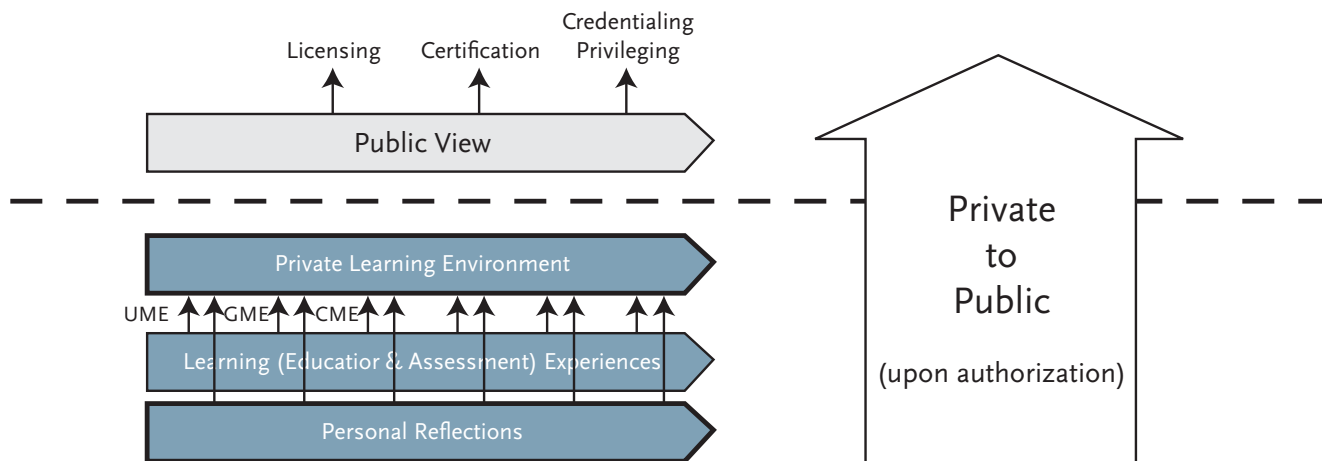 Licensing
Certification
Credentialing
Privileging
Public View
Private Learning Environment
UME
GME
CME
Learning (Educatior & Assessment) Experiences
Personal Reflections
Private
to
Public
(upon authorization)